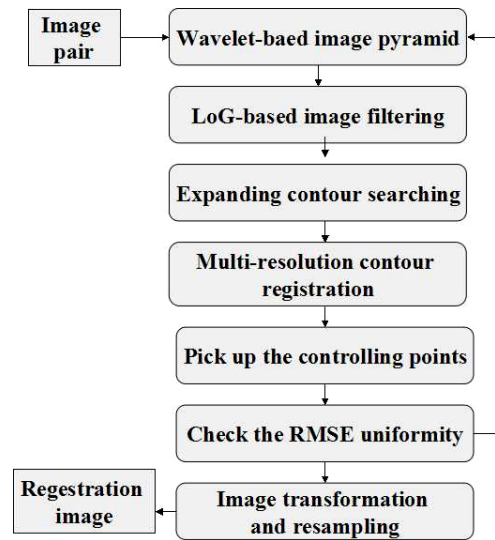 Image
pair
Wavelet-baed image pyramid
LoG-based image filtering
Expanding contour searching
Multi-resolution contour
registration
Pick up the controlling points
Check the RMSE uniformity
Regestration
image
Image transformation
and resampling